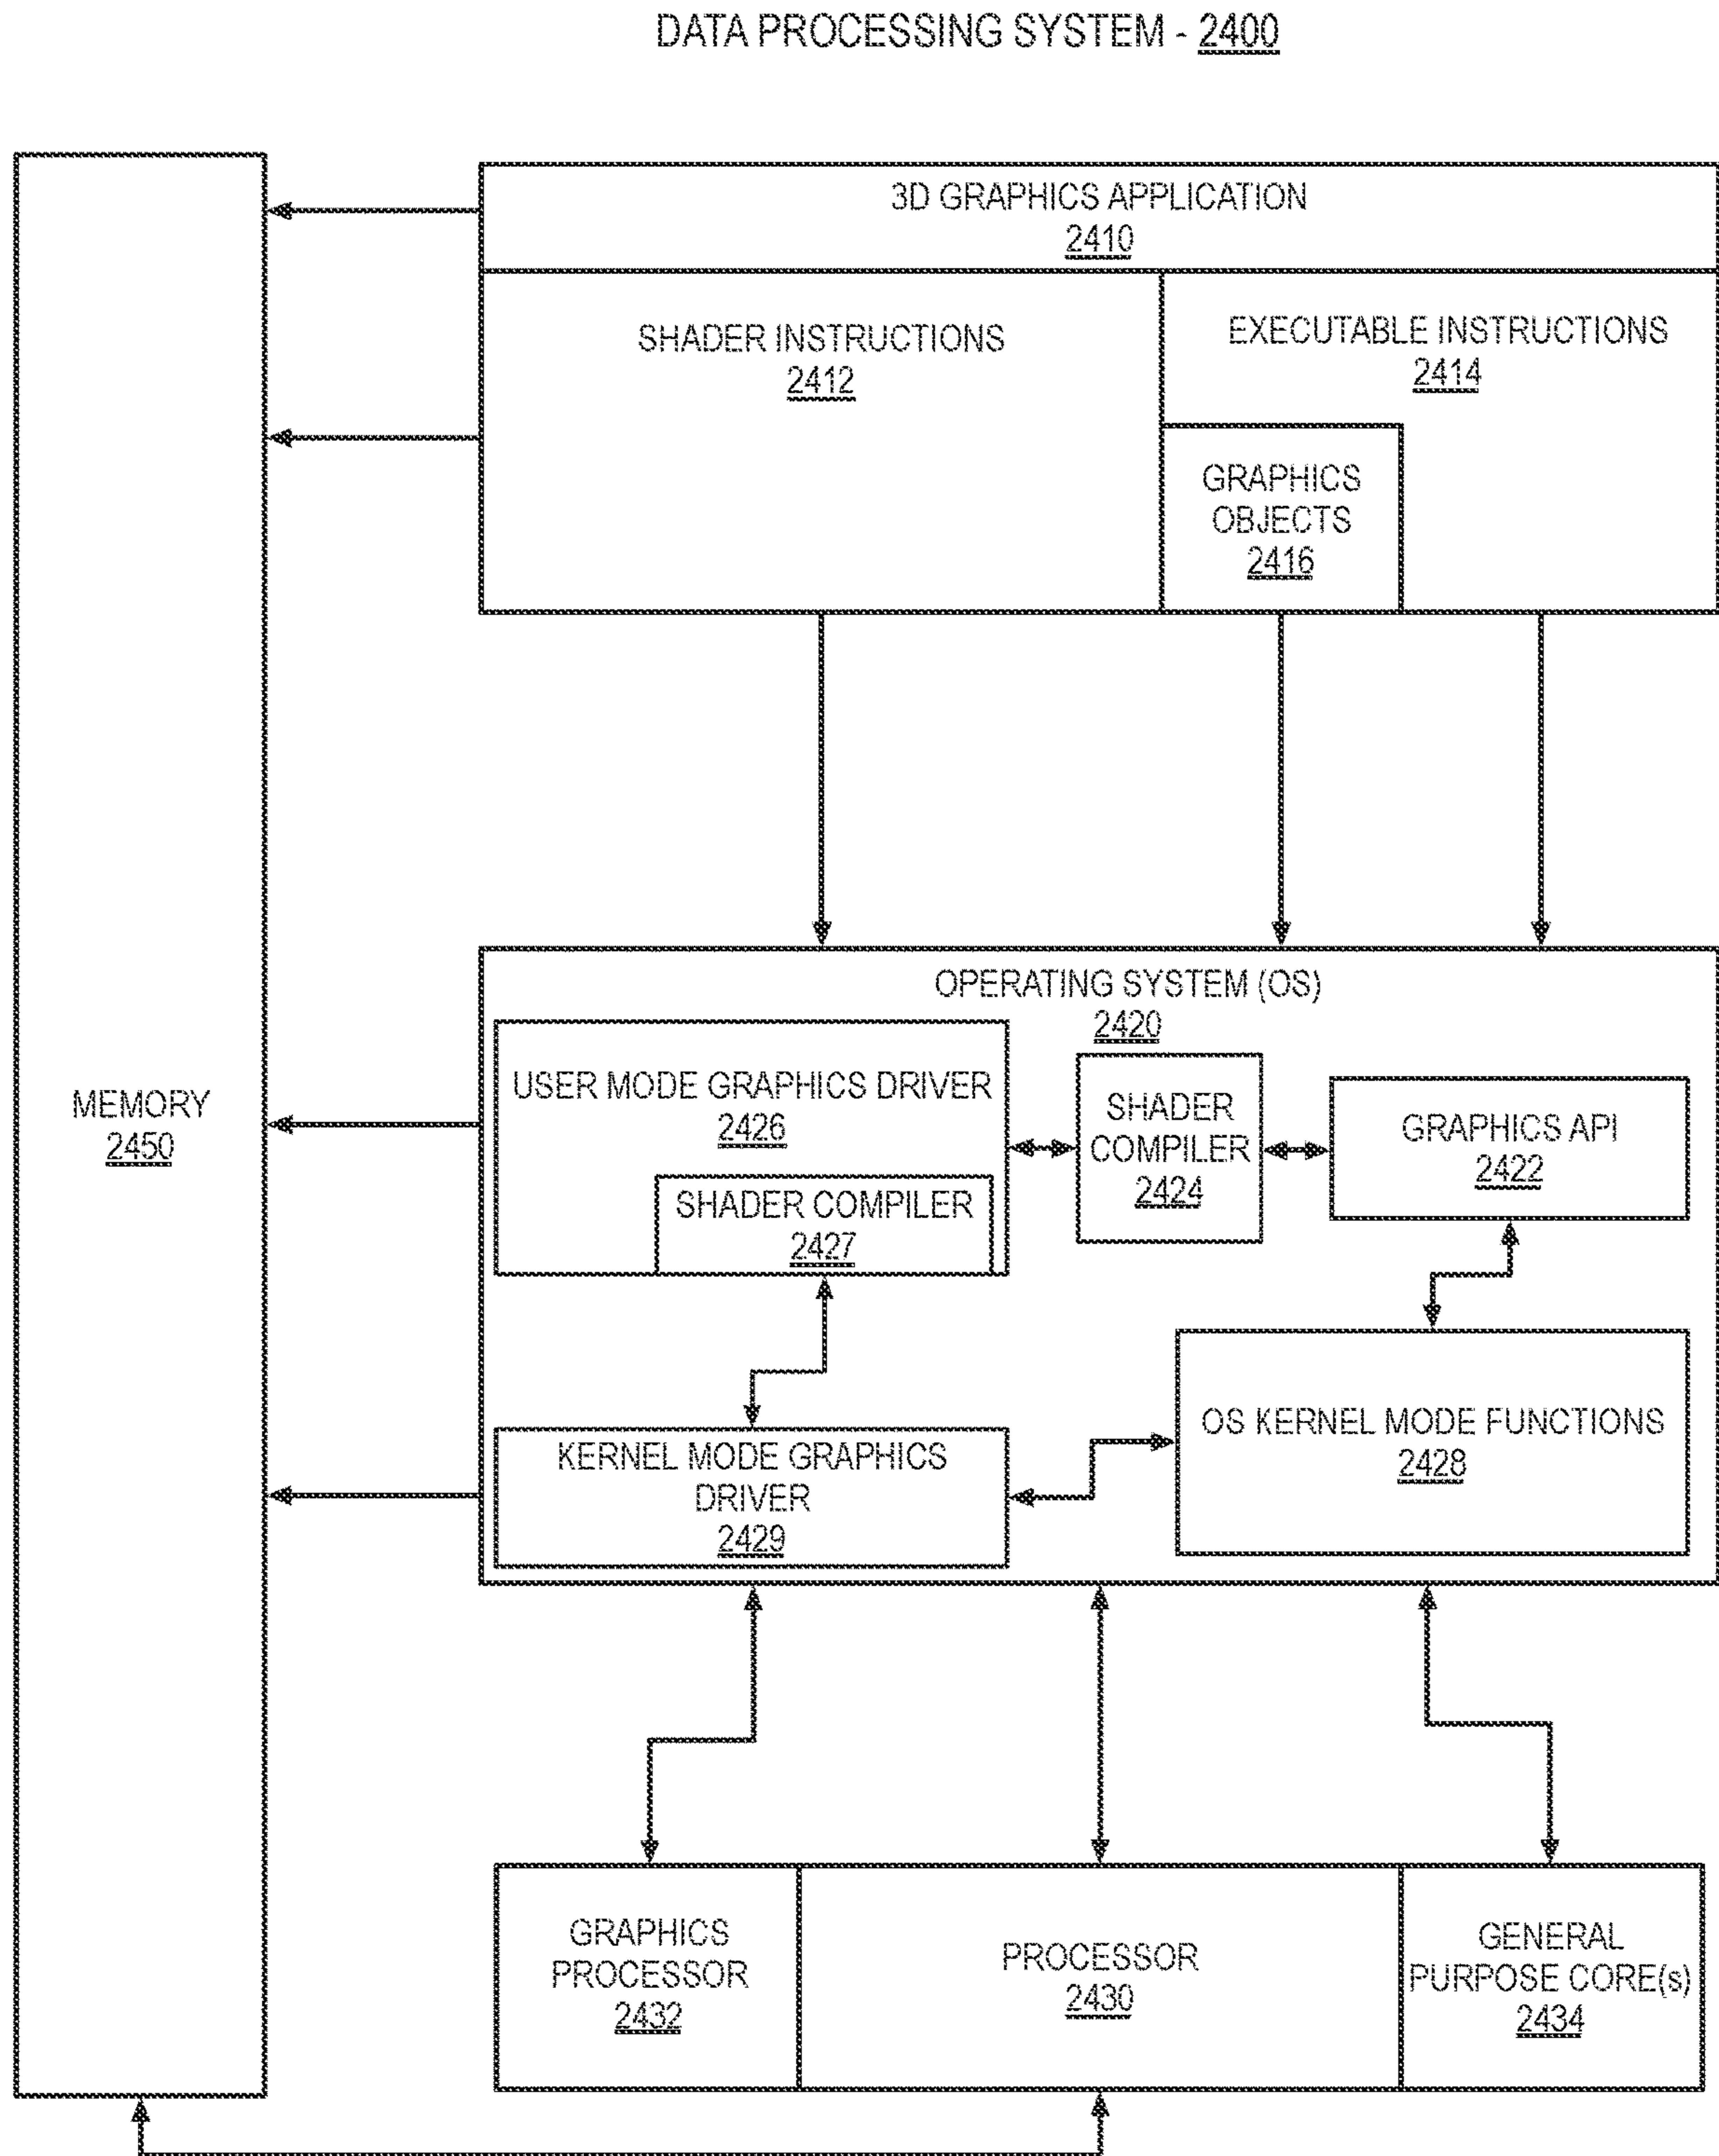 DATA PROCESSING SYSTEM - 2400
3D GRAPHICS APPLICATION
2410
SHADER INSTRUCTIONS
2412
EXECUTABLE INSTRUCTIONS
2414
GRAPHICS
OBJECTS
2416
MEMORY
2450
OPERATING SYSTEM (OS)
2420
USER MODE GRAPHICS DRIVER
2426
SHADER COMPILER
2427
SHADER
COMPILER
2424
GRAPHICS API
2422
KERNEL MODE GRAPHICS
DRIVER
2429
OS KERNEL MODE FUNCTIONS
2428
GRAPHICS
PROCESSOR
2432
PROCESSOR
2430
GENERAL
PURPOSE CORE(s)
2434